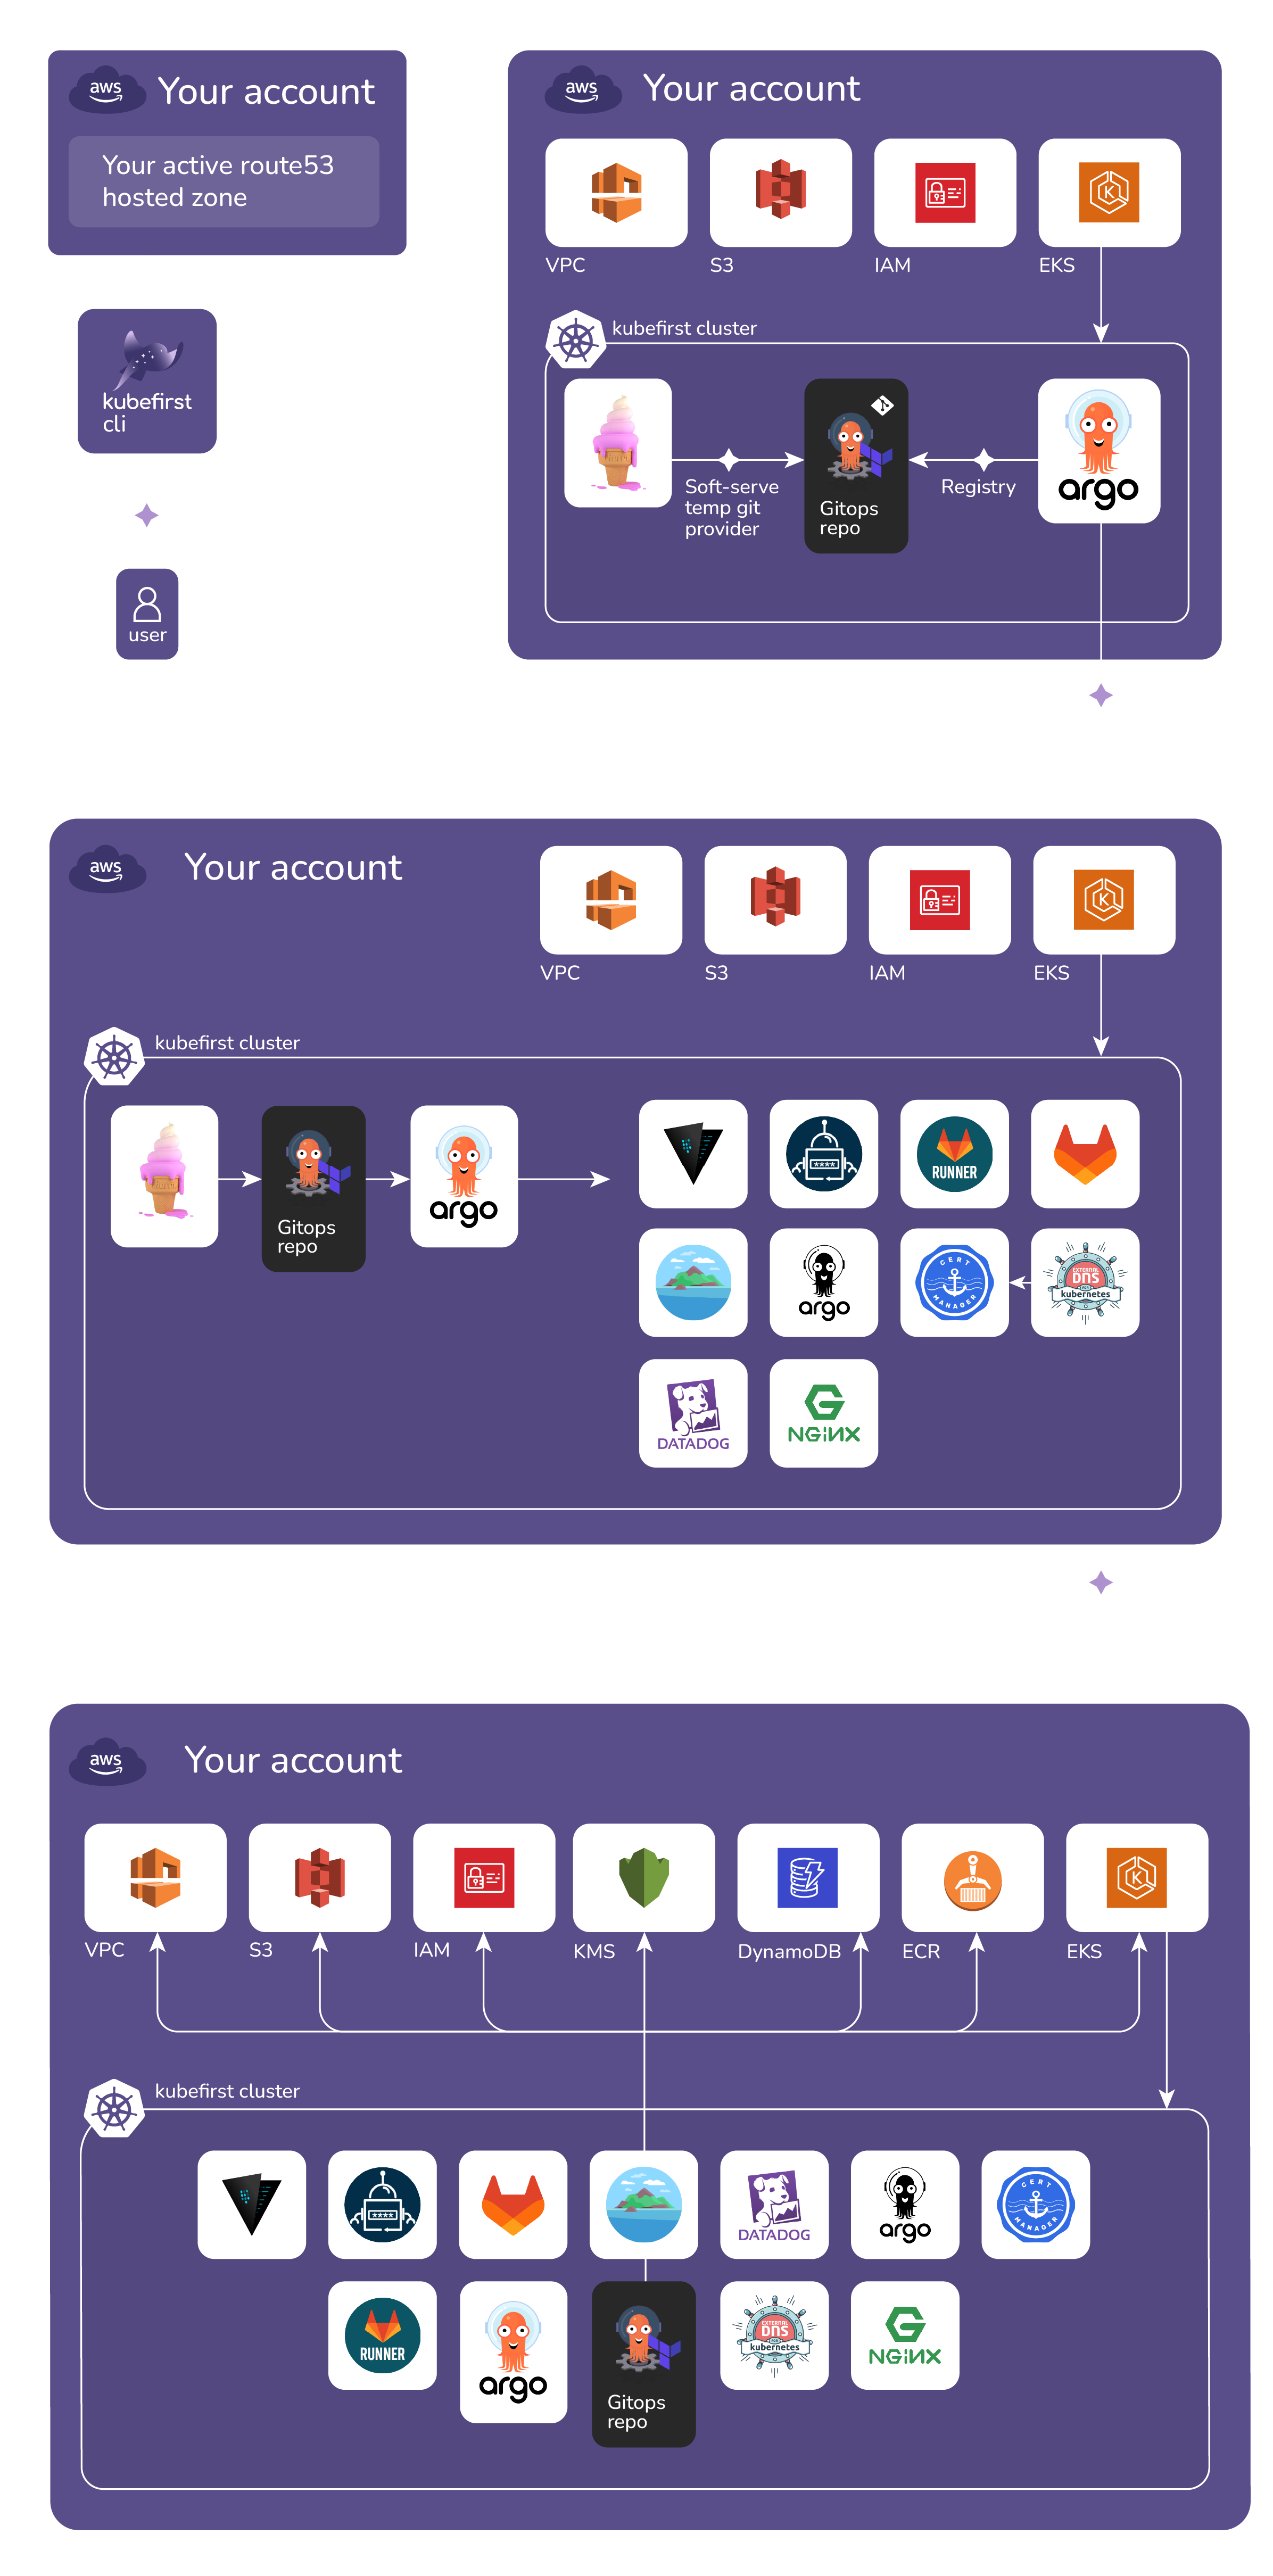 aws
Your account
Your active route53
hosted zone
kubefirst
cli
user
aws
Your account
VPC
S3
IAM
EKS
kubefirst cluster
Soft-serve
temp git
provider
Gitops
repo
Registry
argo
aws
Your account
VPC
S3
IAM
EKS
kubefirst cluster
Gitops
repo
argo
****
RUNNER
argo
CERT
MANAGER
EXTERNAL
DNS
FOR
kubernetes
DATADOG
NGINX
aws
Your account
VPC
S3
IAM
KMS
DynamoDB
ECR
EKS
kubefirst cluster
****
DATADOG
argo
CERT
MANAGER
RUNNER
argo
Gitops
repo
EXTERNAL
DNS
FOR
kubernetes
NGINX